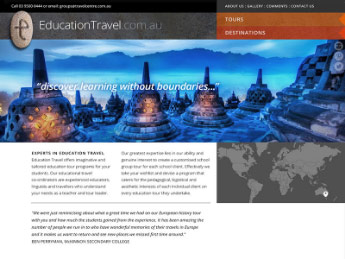 Call 03 9560 0444 or email group@travelcentre.com.au
ABOUT US | GALLERY | COMMENTS | CONTACT US
EducationTravel.com.au
TOURS
DESTINATIONS
"discover learning without boundaries..."
EXPERTS IN EDUCATION TRAVEL
Education Travel offers imaginative and
tailored education tour programs for your
students. Our educational travel
co-ordinators are experienced educators,
linguists and travellers who understand
your needs as a teacher and tour leader.
Our greatest expertise lies in our ability and
genuine interest to create a customised school
group tour for each school client. Effectively we
take your wishlist and devise a program that
caters for the pedagogical, logistical and
aesthetic interests of each individual client on
every education tour they undertake.
"We were just reminiscing about what a great time we had on our European history tour
with you and how much the students gained from the experience. It has been amazing the
number of people we run in to who have wonderful memories of their travels in Europe
and it makes us want to return and see new places we missed first time around."
BEN PERRYMAN, SHANNON SECONDARY COLLEGE